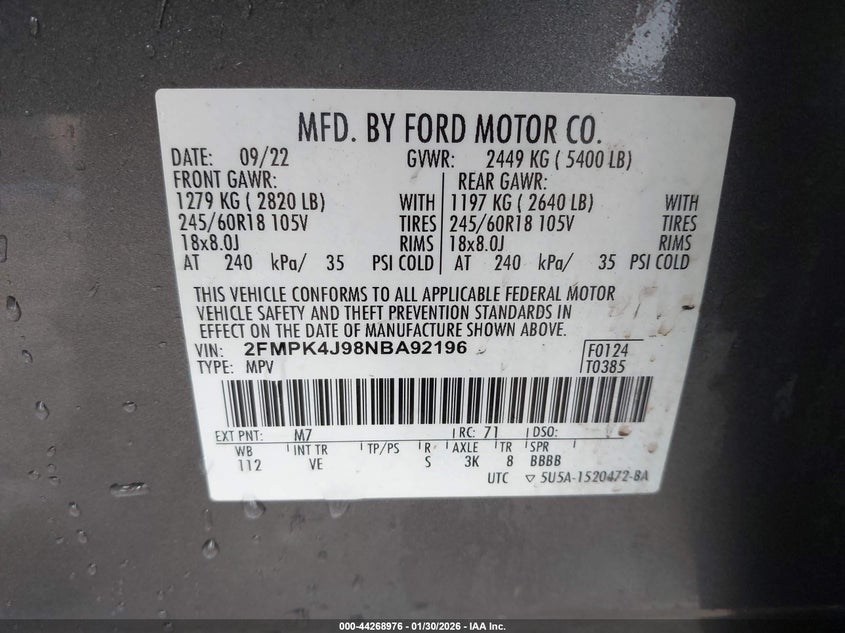 MFD. BY FORD MOTOR CO.
DATE: 09/22 GVWR: 2449 KG ( 5400 LB)
FRONT GAWR: REAR GAWR:
1279 KG ( 2820 LB) WITH 1197 KG ( 2640 LB) WITH
245/60R18 105V TIRES 245/60R18 105V TIRES
18x8.0J RIMS 18x8.0J RIMS
AT 240 kPa/ 35 PSI COLD AT 240 kPa/ 35 PSI COLD
THIS VEHICLE CONFORMS TO ALL APPLICABLE FEDERAL MOTOR
VEHICLE SAFETY AND THEFT PREVENTION STANDARDS IN
EFFECT ON THE DATE OF MANUFACTURE SHOWN ABOVE.
VIN: 2FMPK4J98NBA92196 F0124
TYPE: MPV T0385
EXT PNT: M7 RC: 71 DSO:
WB INT TR TP/PS R AXLE TR SPR
112 VE S 3K 8 BBBB
UTC ▽ 5U5A-1520472-BA
000-44268976 - 01/30/2026 - IAA Inc.